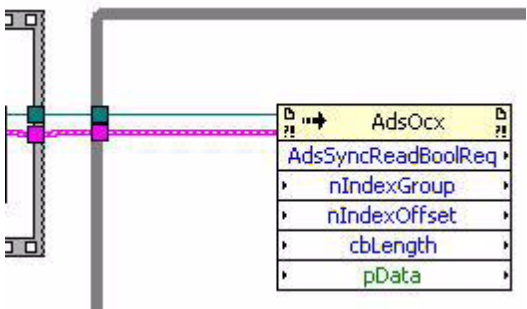 AdsOcx
AdsSyncReadBoolReq
nIndexGroup
nIndexOffset
cbLength
pData